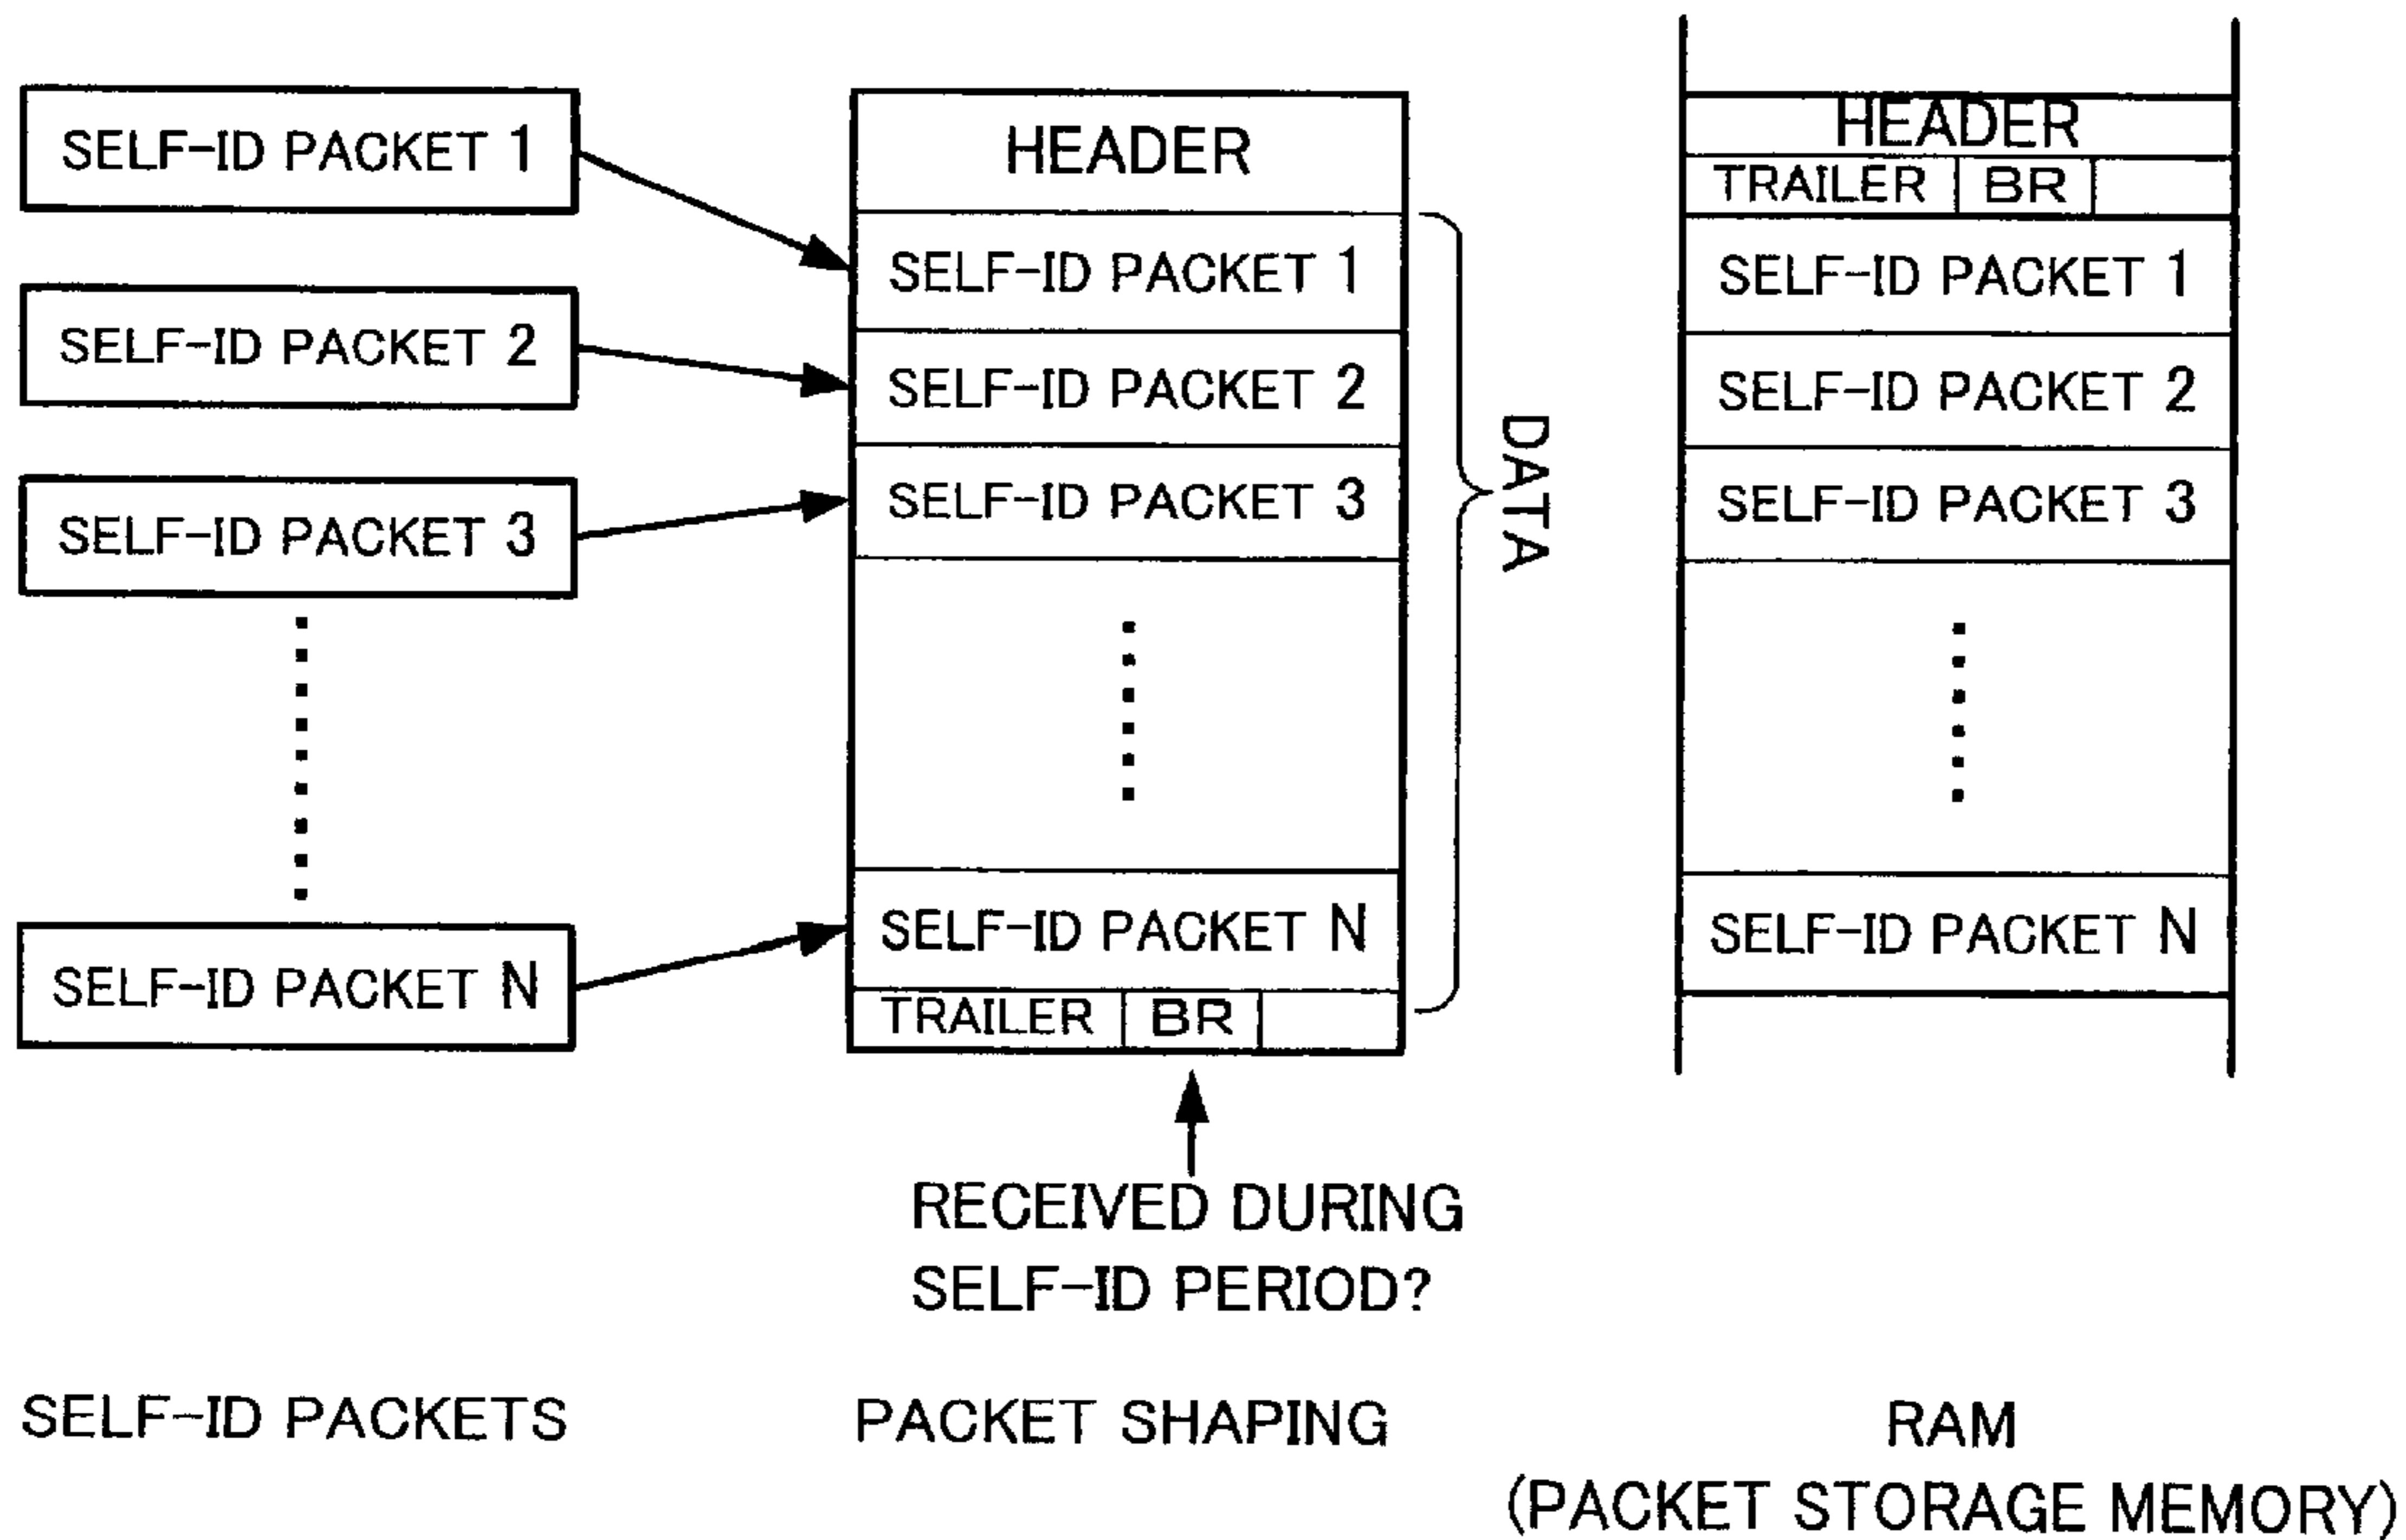 SELF-ID PACKET 1
SELF-ID PACKET 2
SELF-ID PACKET 3
SELF-ID PACKET N
SELF-ID PACKETS
HEADER
SELF-ID PACKET 1
SELF-ID PACKET 2
SELF-ID PACKET 3
SELF-ID PACKET N
TRAILER BR
DATA
RECEIVED DURING
SELF-ID PERIOD?
PACKET SHAPING
HEADER
TRAILER BR
SELF-ID PACKET 1
SELF-ID PACKET 2
SELF-ID PACKET 3
SELF-ID PACKET N
RAM
(PACKET STORAGE MEMORY)